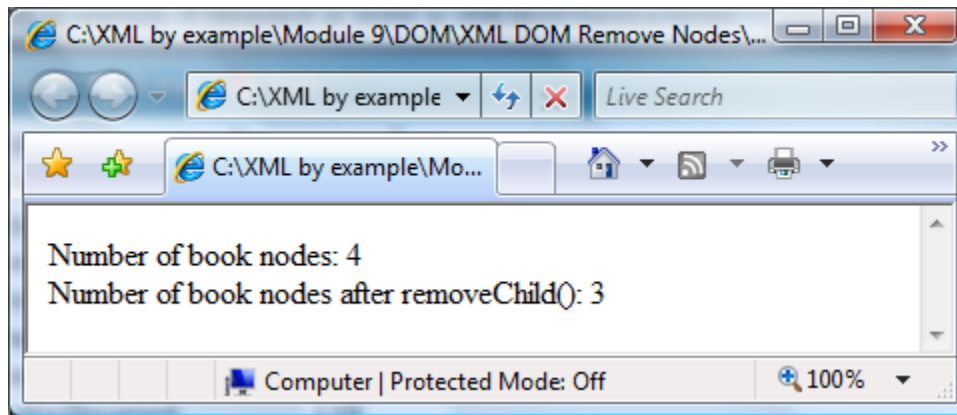 C:\XML by example\Module 9\DOM\XML DOM Remove Nodes\...
C:\XML by example
Live Search
C:\XML by example\Mo...
Number of book nodes: 4
Number of book nodes after removeChild(): 3
Computer | Protected Mode: Off
100%